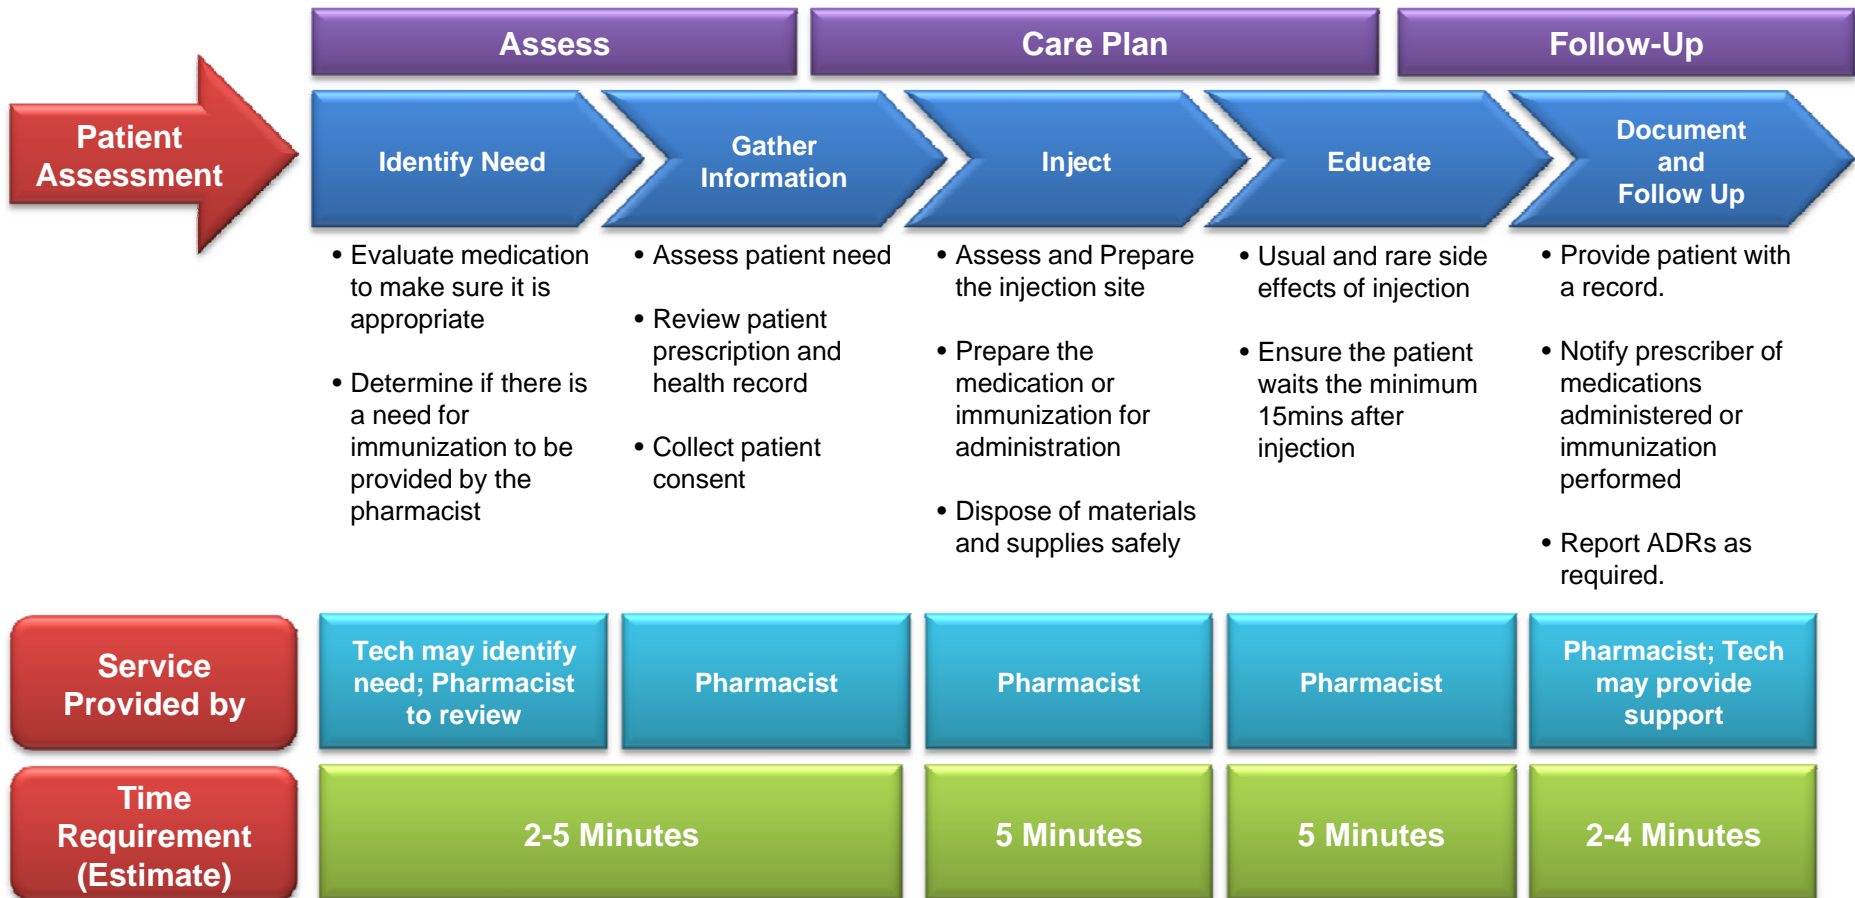 Assess
Care Plan
Follow-Up
Patient
Assessment
Identify Need
Gather
Information
Inject
Educate
Document
and
Follow Up
• Evaluate medication
to make sure it is
appropriate
• Determine if there is
a need for
immunization to be
provided by the
pharmacist
• Assess patient need
• Review patient
prescription and
health record
• Collect patient
consent
• Assess and Prepare
the injection site
• Prepare the
medication or
immunization for
administration
• Dispose of materials
and supplies safely
• Usual and rare side
effects of injection
• Ensure the patient
waits the minimum
15mins after
injection
• Provide patient with
a record.
• Notify prescriber of
medications
administered or
immunization
performed
• Report ADRs as
required.
Service
Provided by
Tech may identify
need; Pharmacist
to review
Pharmacist
Pharmacist
Pharmacist
Pharmacist; Tech
may provide
support
Time
Requirement
(Estimate)
2-5 Minutes
5 Minutes
5 Minutes
2-4 Minutes